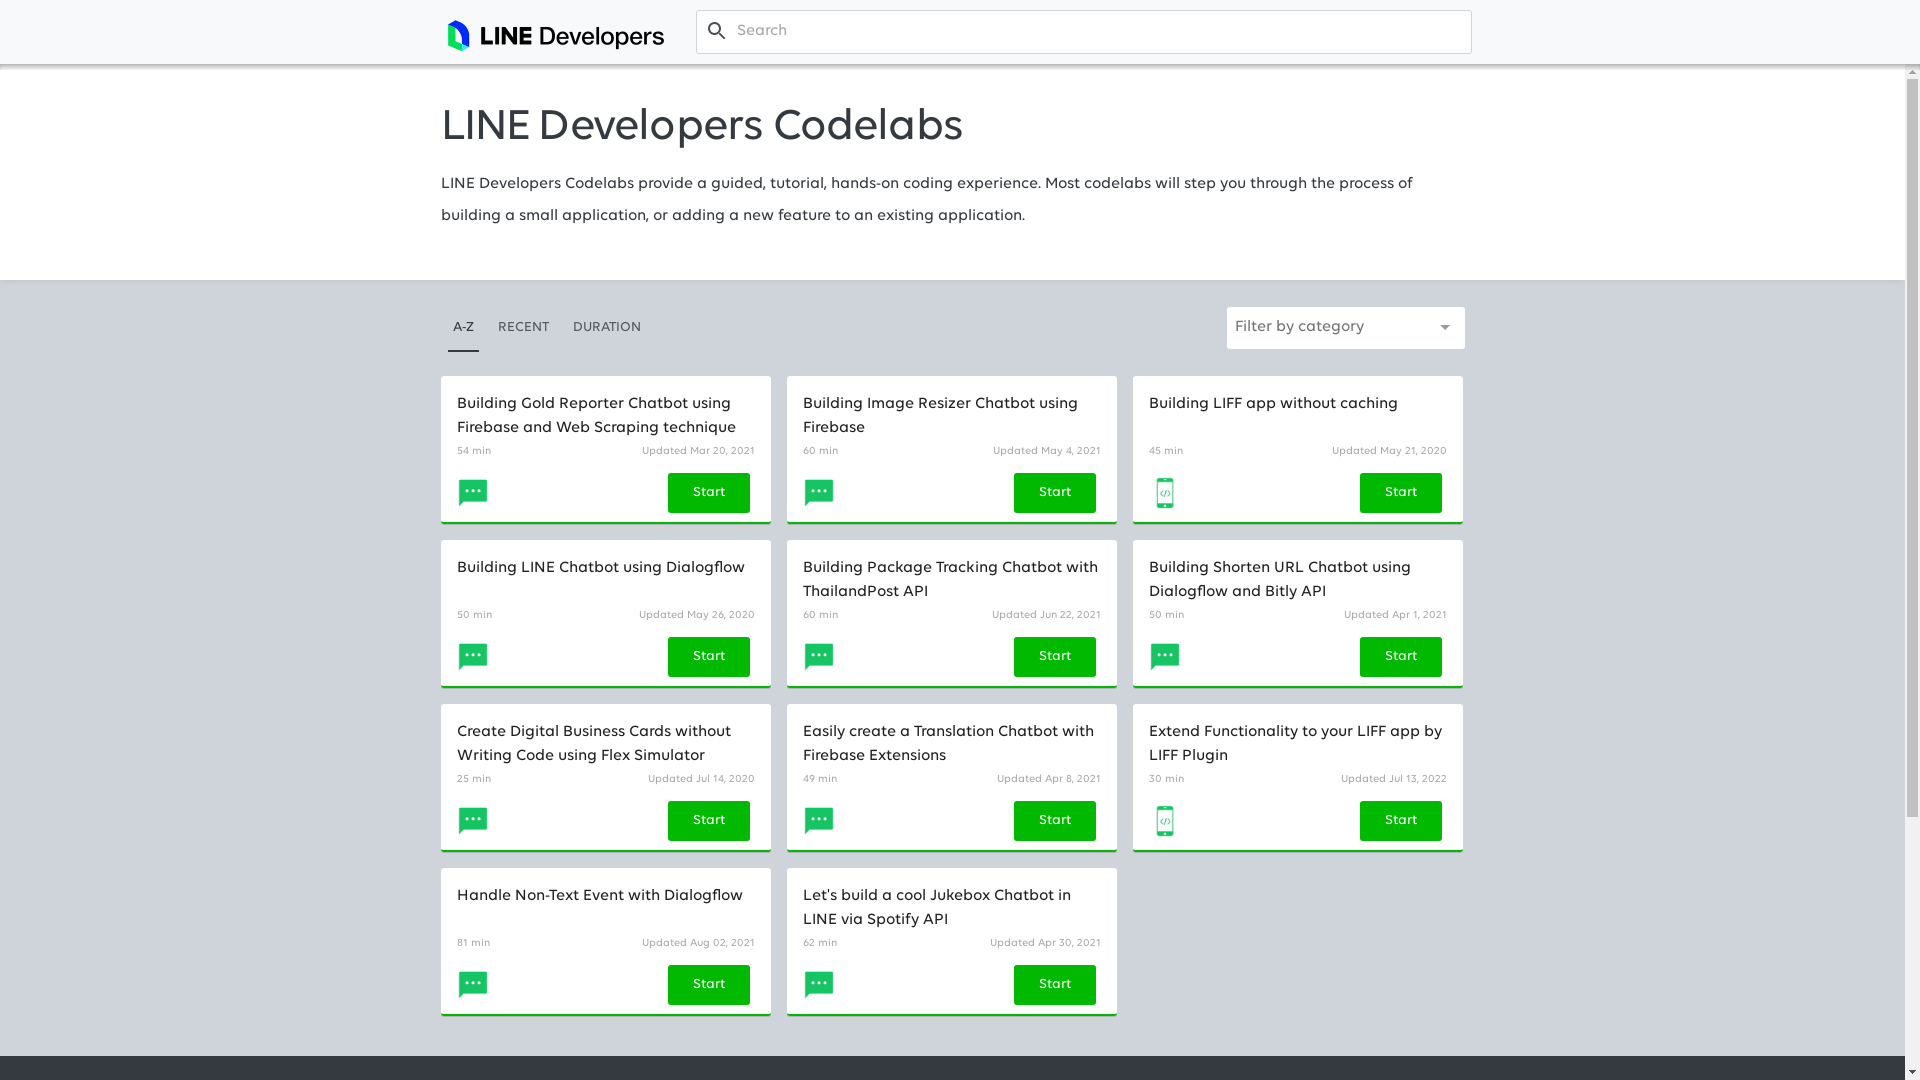 LINE Developers
Search
LINE Developers Codelabs
LINE Developers Codelabs provide a guided, tutorial, hands-on coding experience. Most codelabs will step you through the process of
building a small application, or adding a new feature to an existing application.
A-Z RECENT DURATION
Filter by category
Building Gold Reporter Chatbot using
Firebase and Web Scraping technique
54 min Updated Mar 20, 2021
Start
Building Image Resizer Chatbot using
Firebase
60 min Updated May 4, 2021
Start
Building LIFF app without caching
45 min Updated May 21, 2020
Start
Building LINE Chatbot using Dialogflow
50 min Updated May 26, 2020
Start
Building Package Tracking Chatbot with
ThailandPost API
60 min Updated Jun 22, 2021
Start
Building Shorten URL Chatbot using
Dialogflow and Bitly API
50 min Updated Apr 1, 2021
Start
Create Digital Business Cards without
Writing Code using Flex Simulator
25 min Updated Jul 14, 2020
Start
Easily create a Translation Chatbot with
Firebase Extensions
49 min Updated Apr 8, 2021
Start
Extend Functionality to your LIFF app by
LIFF Plugin
30 min Updated Jul 13, 2022
Start
Handle Non-Text Event with Dialogflow
81 min Updated Aug 02, 2021
Start
Let's build a cool Jukebox Chatbot in
LINE via Spotify API
62 min Updated Apr 30, 2021
Start